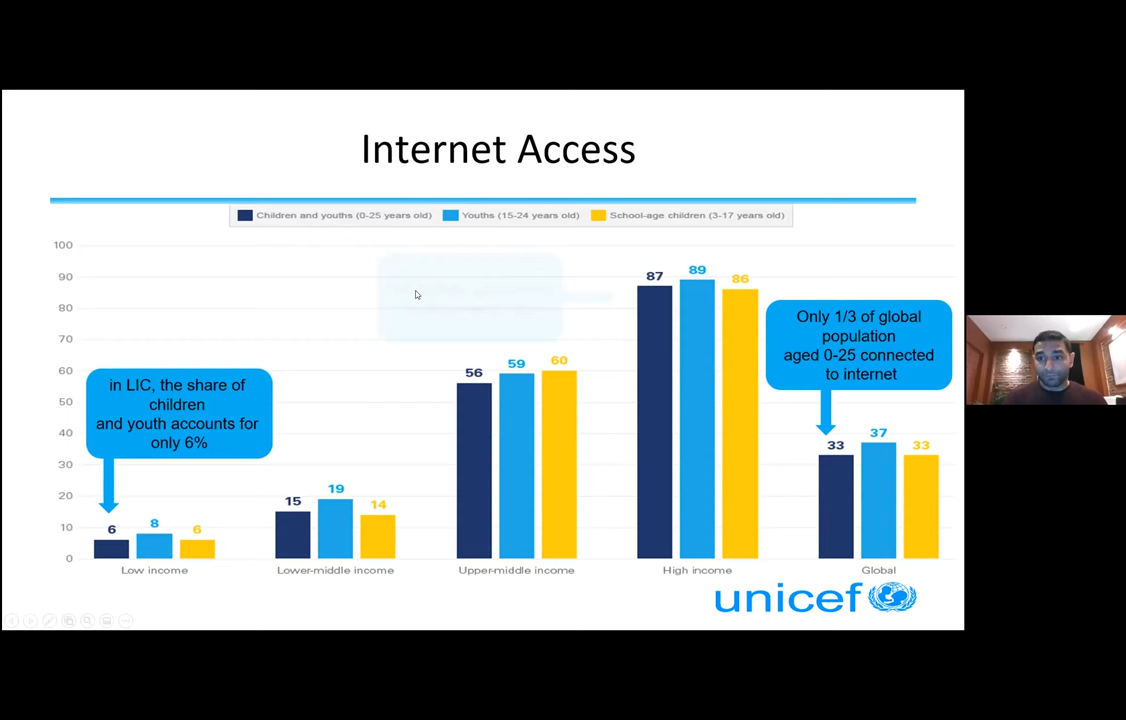 Internet Access
Children and youths (0-25 years old) Youths (15-24 years old) School-age children (3-17 years old)
100
90
80
70
60
50
40
30
20
10
0
in LIC, the share of
children
and youth accounts for
only 6%
6 8 6
15 19 14
56 59 60
87 89 86
Only 1/3 of global
population
aged 0-25 connected
to internet
33 37 33
Low income Lower-middle income Upper-middle income High income Global
unicef